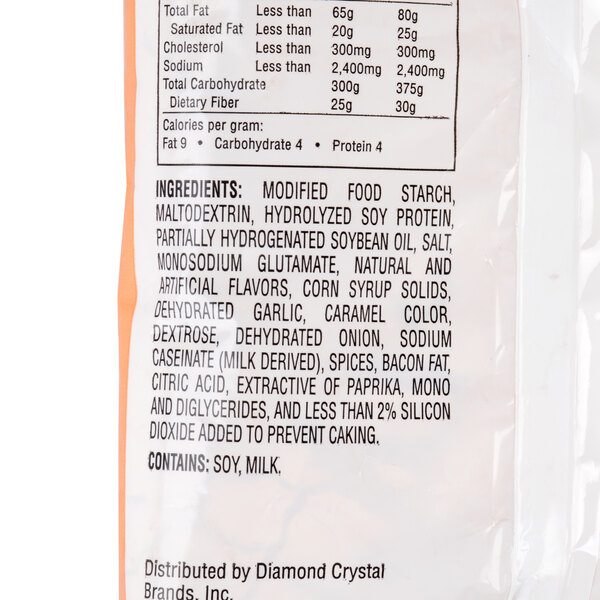 Total Fat Less than 65g 80g
Saturated Fat Less than 20g 25g
Cholesterol Less than 300mg 300mg
Sodium Less than 2,400mg 2,400mg
Total Carbohydrate 300g 375g
Dietary Fiber 25g 30g
Calories per gram:
Fat 9 • Carbohydrate 4 • Protein 4
INGREDIENTS: MODIFIED FOOD STARCH,
MALTODEXTRIN, HYDROLYZED SOY PROTEIN,
PARTIALLY HYDROGENATED SOYBEAN OIL, SALT,
MONOSODIUM GLUTAMATE, NATURAL AND
ARTIFICIAL FLAVORS, CORN SYRUP SOLIDS,
DEHYDRATED GARLIC, CARAMEL COLOR,
DEXTROSE, DEHYDRATED ONION, SODIUM
CASEINATE (MILK DERIVED), SPICES, BACON FAT,
CITRIC ACID, EXTRACTIVE OF PAPRIKA, MONO
AND DIGLYCERIDES, AND LESS THAN 2% SILICON
DIOXIDE ADDED TO PREVENT CAKING.
CONTAINS: SOY, MILK.
Distributed by Diamond Crystal
Brands, Inc.